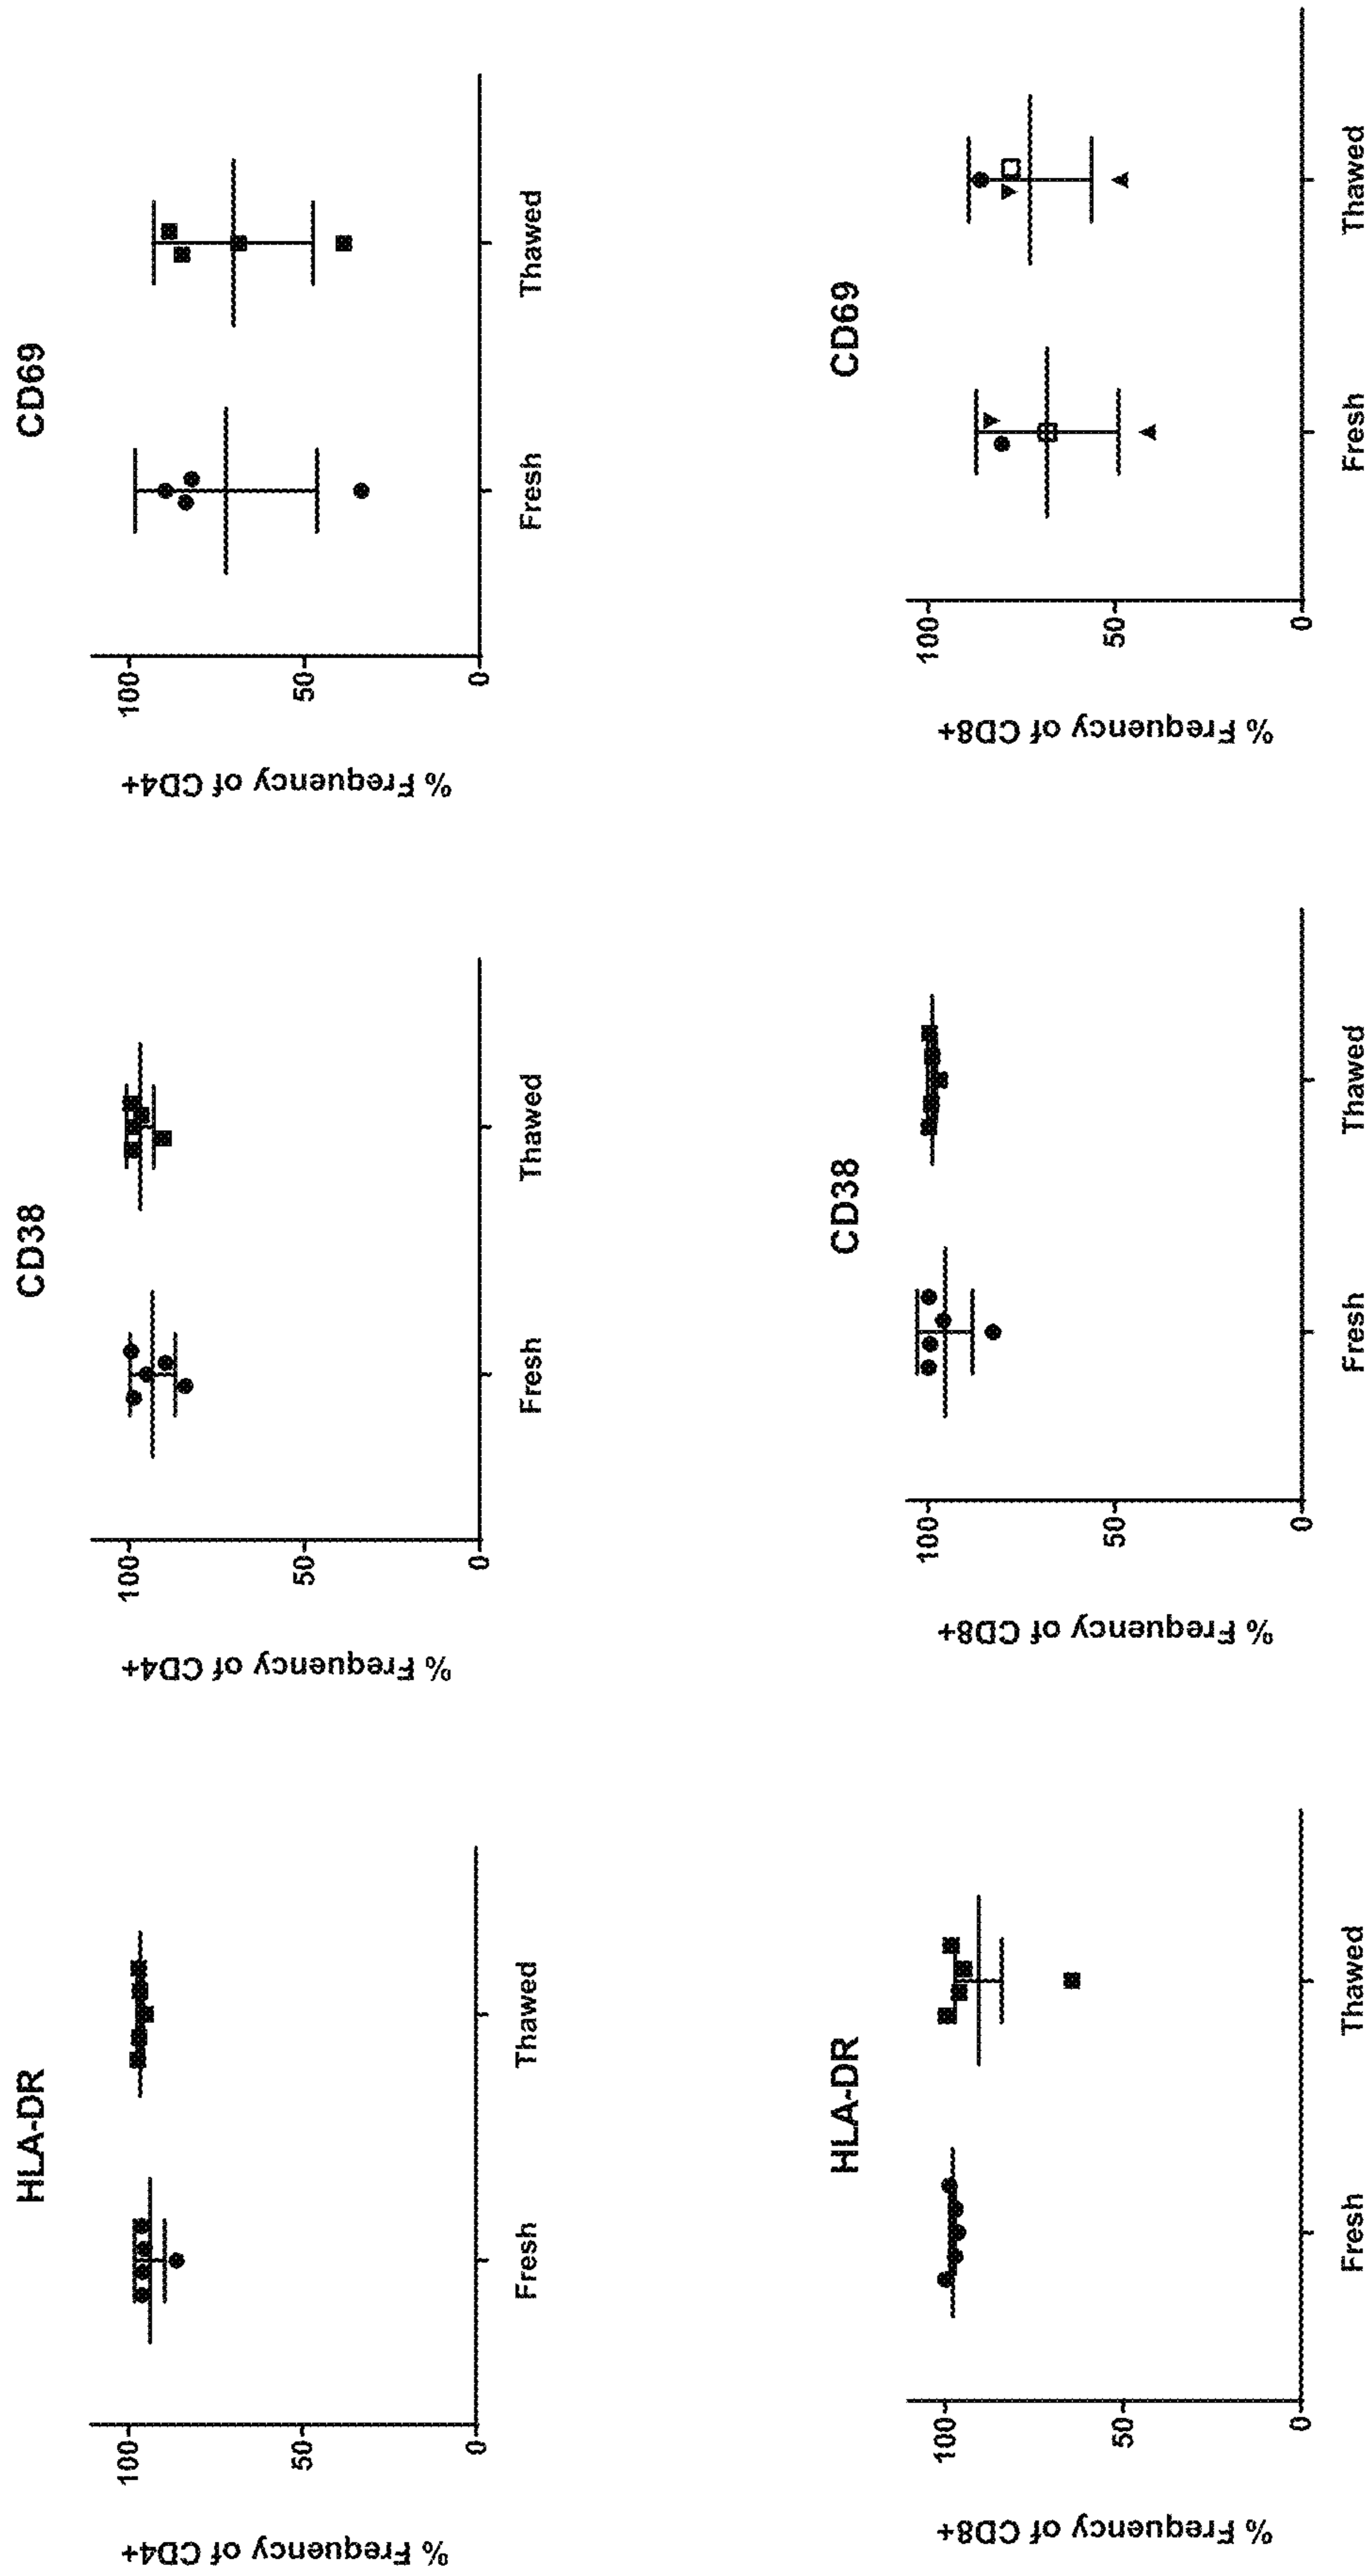 HLA-DR
% Frequency of CD4+
100
50
0
Fresh
Thawed
CD38
% Frequency of CD4+
100
50
0
Fresh
Thawed
CD69
% Frequency of CD4+
100
50
0
Fresh
Thawed
HLA-DR
% Frequency of CD8+
100
50
0
Fresh
Thawed
CD38
% Frequency of CD8+
100
50
0
Fresh
Thawed
CD69
% Frequency of CD8+
100
50
0
Fresh
Thawed